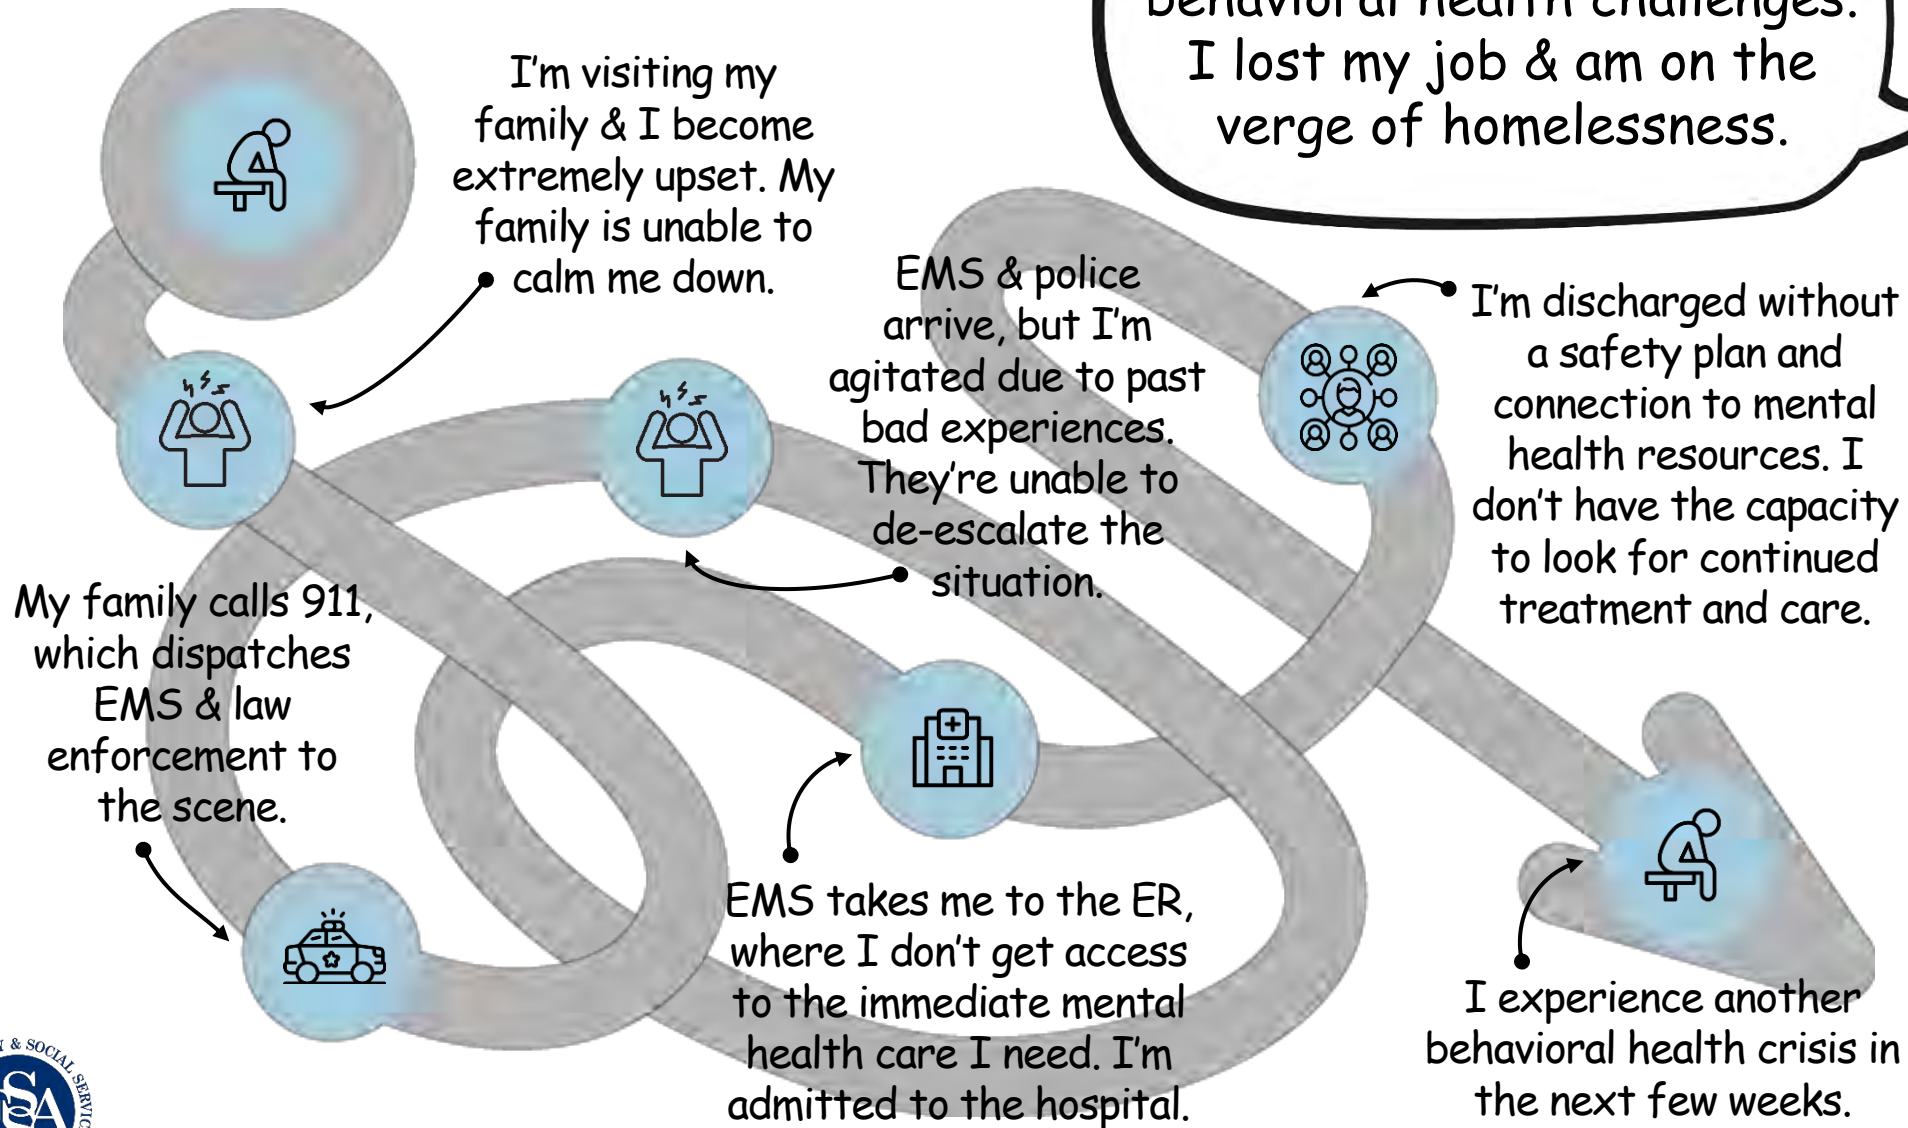 behavioral health challenges.
I lost my job & am on the
verge of homelessness.
I'm visiting my
family & I become
extremely upset. My
family is unable to
calm me down.
My family calls 911,
which dispatches
EMS & law
enforcement to
the scene.
EMS & police
arrive, but I'm
agitated due to past
bad experiences.
They're unable to
de-escalate the
situation.
EMS takes me to the ER,
where I don't get access
to the immediate mental
health care I need. I'm
admitted to the hospital.
I'm discharged without
a safety plan and
connection to mental
health resources. I
don't have the capacity
to look for continued
treatment and care.
I experience another
behavioral health crisis in
the next few weeks.
& SOCIAL